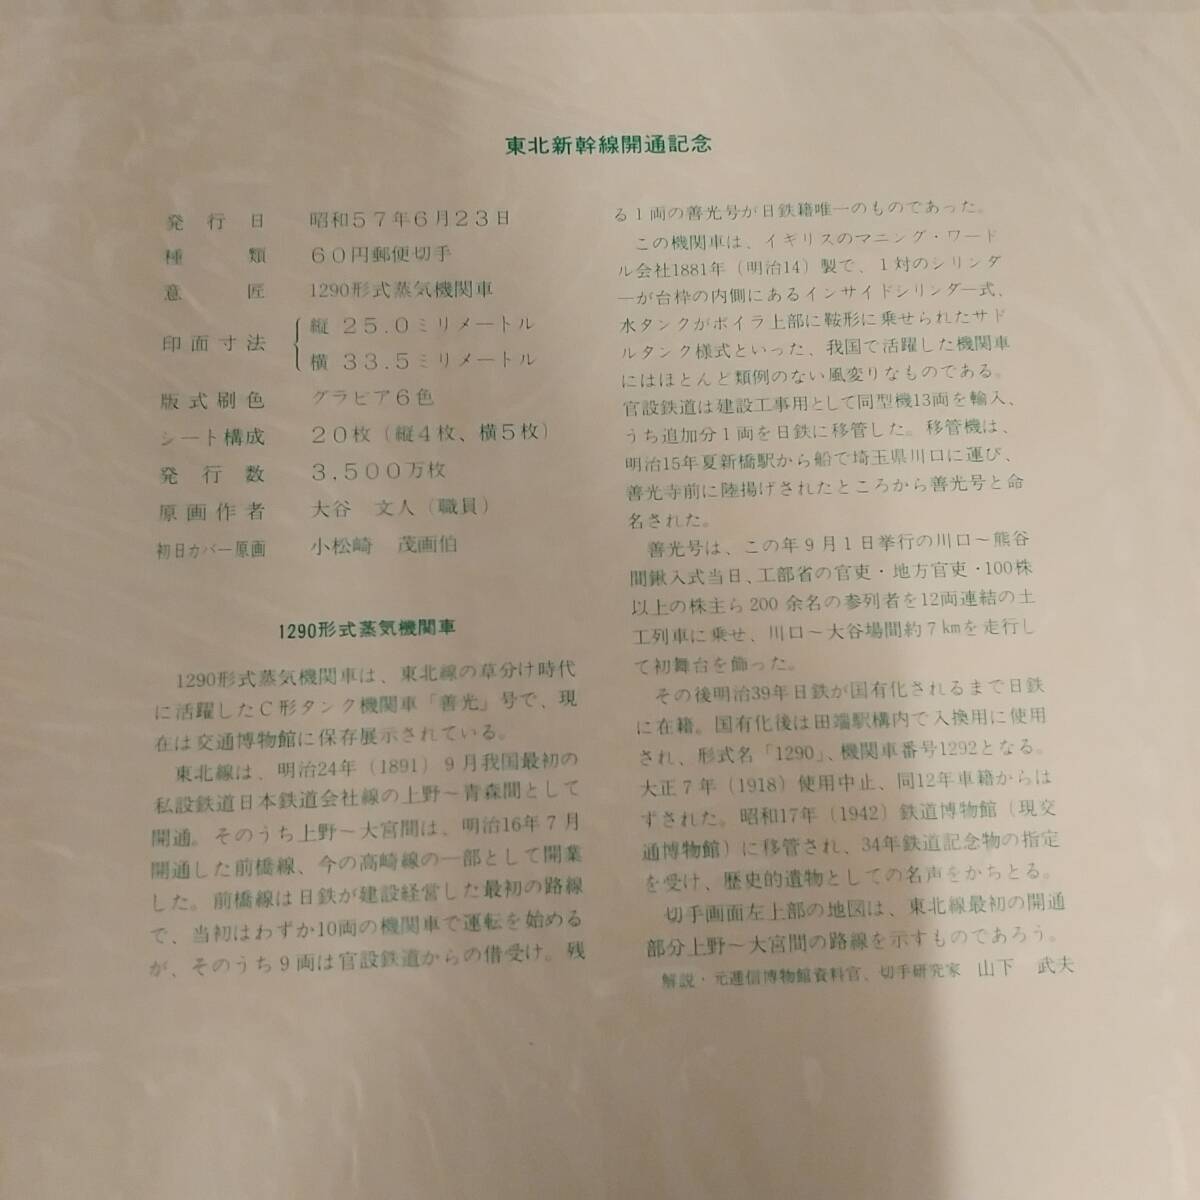 東北新幹線開通記念
発行日 昭和57年6月23日
種類 60円郵便切手
意匠 1290形式蒸気機関車
印面寸法 { 縦 25.0ミリメートル
横 33.5ミリメートル
版式刷色 グラビア6色
シート構成 20枚(縦4枚、横5枚)
発行数 3,500万枚
原画作者 大谷 文人(職員)
初日カバー原画 小松崎 茂画伯
1290形式蒸気機関車
1290形式蒸気機関車は、東北線の草分け時代
に活躍したC形タンク機関車「善光」号で、現
在は交通博物館に保存展示されている。
東北線は、明治24年(1891)9月我国最初の
私設鉄道日本鉄道会社線の上野〜青森間として
開通。そのうち上野〜大宮間は、明治16年7月
開通した前橋線、今の高崎線の一部として開業
した。前橋線は日鉄が建設経営した最初の路線
で、当初はわずか10両の機関車で運転を始める
が、そのうち9両は官設鉄道からの借受け。残
る1両の善光号が日鉄籍唯一のものであった。
この機関車は、イギリスのマニング・ワード
ル会社1881年(明治14)製で、1対のシリンダ
ーが台枠の内側にあるインサイドシリンダー式、
水タンクがボイラ上部に鞍形に乗せられたサド
ルタンク様式といった、我国で活躍した機関車
にはほとんど類例のない風変りなものである。
官設鉄道は建設工事用として同型機13両を輸入、
うち追加分1両を日鉄に移管した。移管機は、
明治15年夏新橋駅から船で埼玉県川口に運び、
善光寺前に陸揚げされたところから善光号と命
名された。
善光号は、この年9月1日挙行の川口〜熊谷
間鍬入式当日、工部省の官吏・地方官吏・100株
以上の株主ら200余名の参列者を12両連結の土
工列車に乗せ、川口〜大谷場間約7kmを走行し
て初舞台を飾った。
その後明治39年日鉄が国有化されるまで日鉄
に在籍。国有化後は田端駅構内で入換用に使用
され、形式名「1290」、機関車番号1292となる。
大正7年(1918)使用中止、同12年車籍からは
ずされた。昭和17年(1942)鉄道博物館(現交
通博物館)に移管され、34年鉄道記念物の指定
を受け、歴史的遺物としての名声をかちとる。
切手画面左上部の地図は、東北線最初の開通
部分上野〜大宮間の路線を示すものであろう。
解説・元逓信博物館資料官、切手研究家 山下 武夫